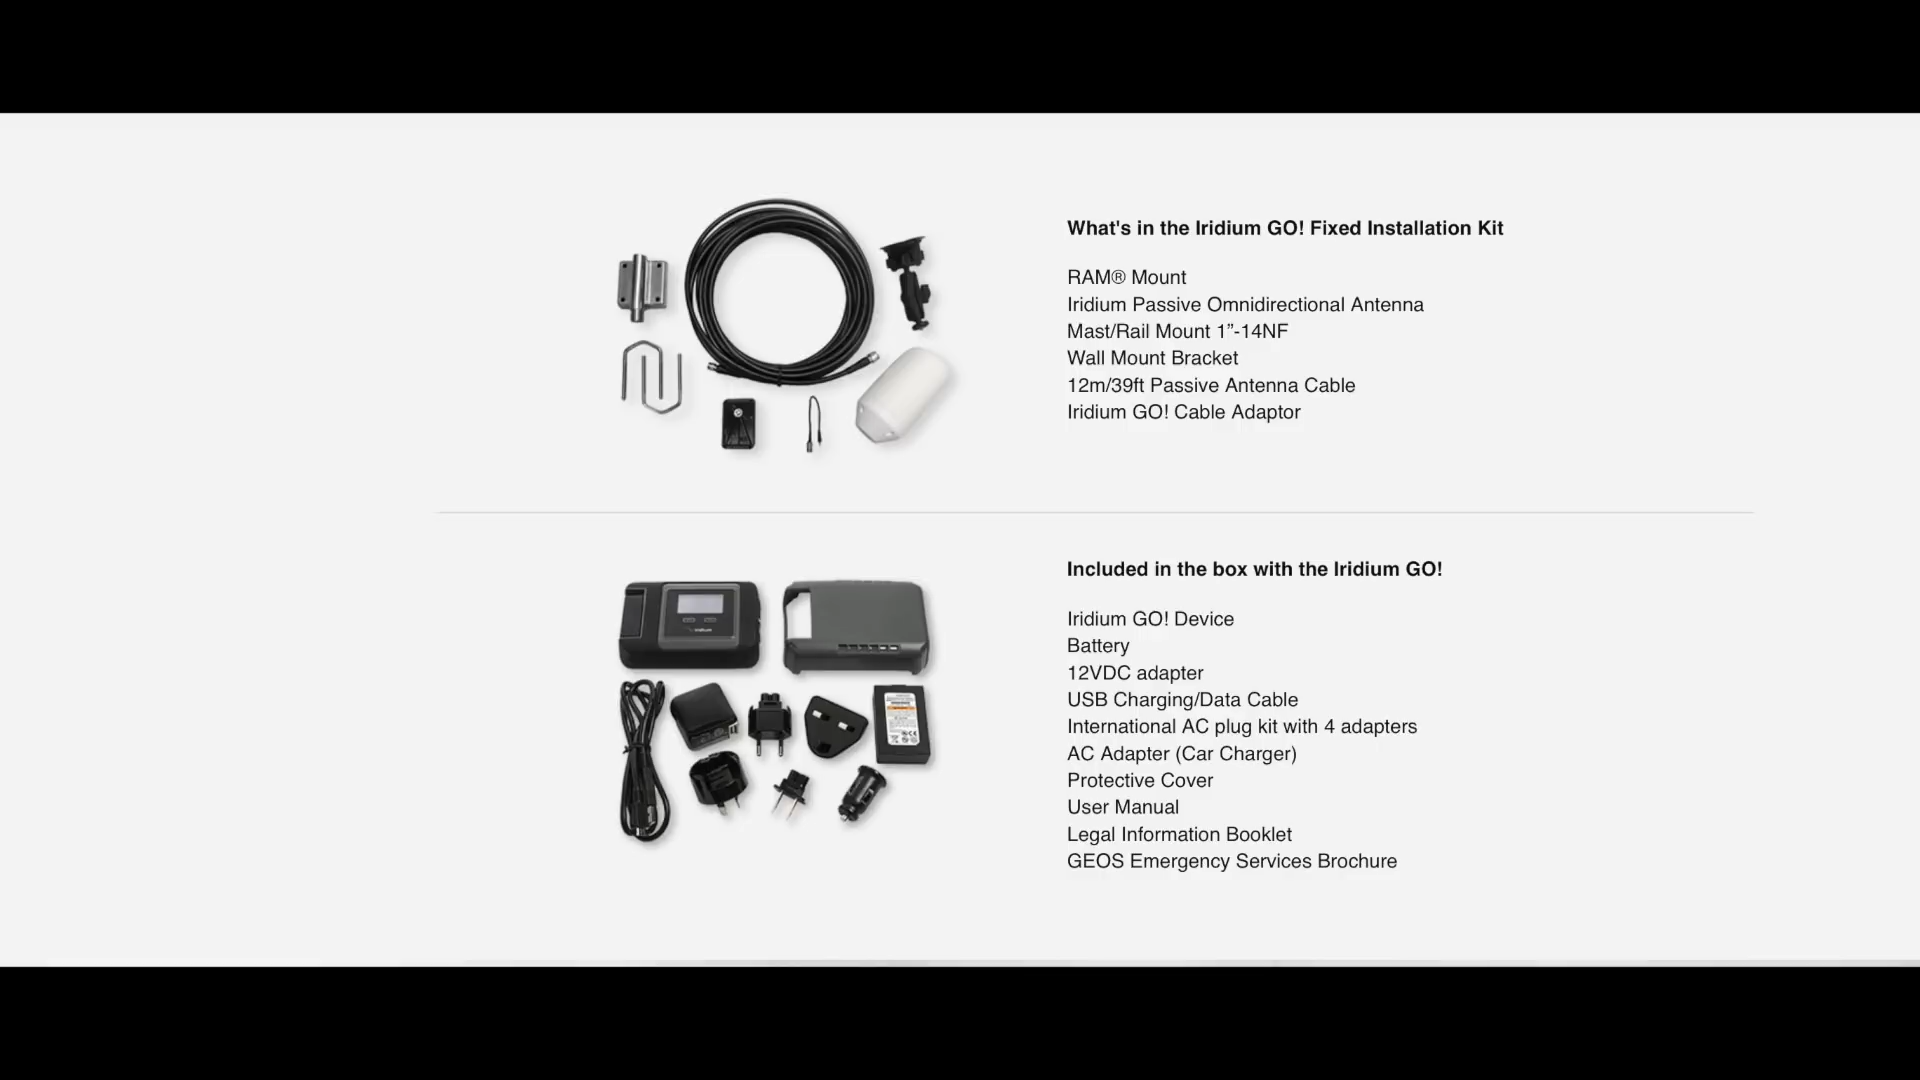 What's in the Iridium GO! Fixed Installation Kit
RAM® Mount
Iridium Passive Omnidirectional Antenna
Mast/Rail Mount 1”-14NF
Wall Mount Bracket
12m/39ft Passive Antenna Cable
Iridium GO! Cable Adaptor
Included in the box with the Iridium GO!
iridium
Iridium GO! Device
Battery
12VDC adapter
USB Charging/Data Cable
International AC plug kit with 4 adapters
AC Adapter (Car Charger)
Protective Cover
User Manual
Legal Information Booklet
GEOS Emergency Services Brochure